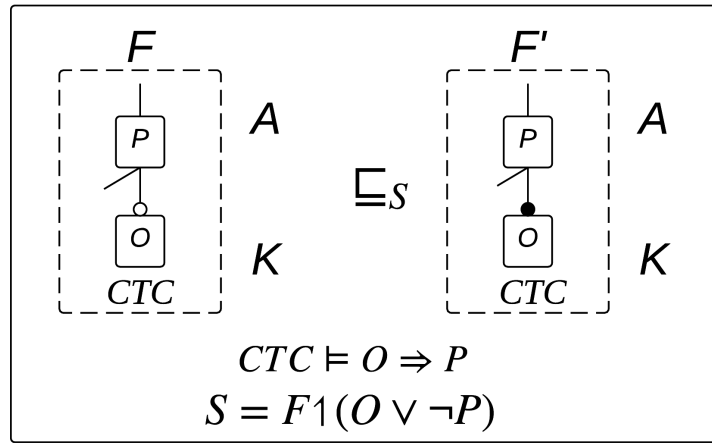 F F'
P A P A
⊑S
O K O K
CTC CTC
CTC ⊨ O ⇒ P
S = F↿(O ∨ ¬P)